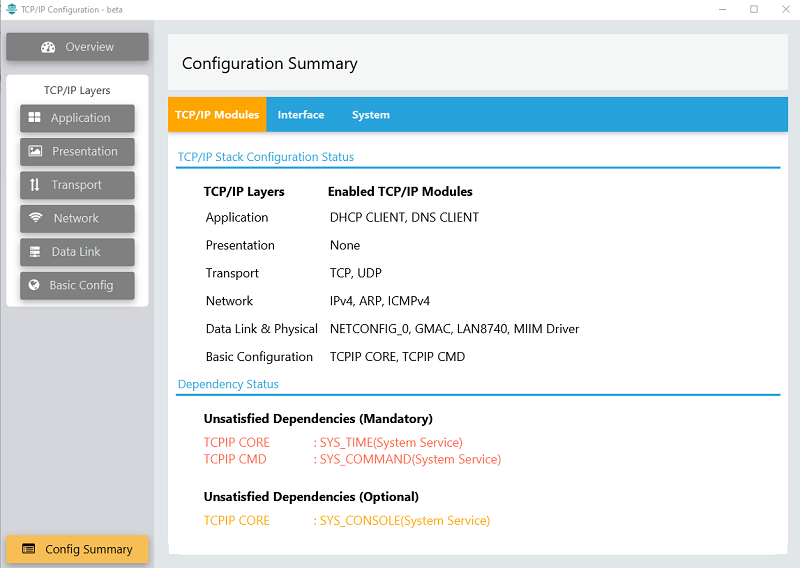 TCP/IP Configuration - beta
Overview
TCP/IP Layers
Application
Presentation
Transport
Network
Data Link
Basic Config
Config Summary
Configuration Summary
TCP/IP Modules Interface System
TCP/IP Stack Configuration Status
TCP/IP Layers Enabled TCP/IP Modules
Application DHCP CLIENT, DNS CLIENT
Presentation None
Transport TCP, UDP
Network IPv4, ARP, ICMPv4
Data Link & Physical NETCONFIG_0, GMAC, LAN8740, MIIM Driver
Basic Configuration TCPIP CORE, TCPIP CMD
Dependency Status
Unsatisfied Dependencies (Mandatory)
TCPIP CORE : SYS_TIME(System Service)
TCPIP CMD : SYS_COMMAND(System Service)
Unsatisfied Dependencies (Optional)
TCPIP CORE : SYS_CONSOLE(System Service)